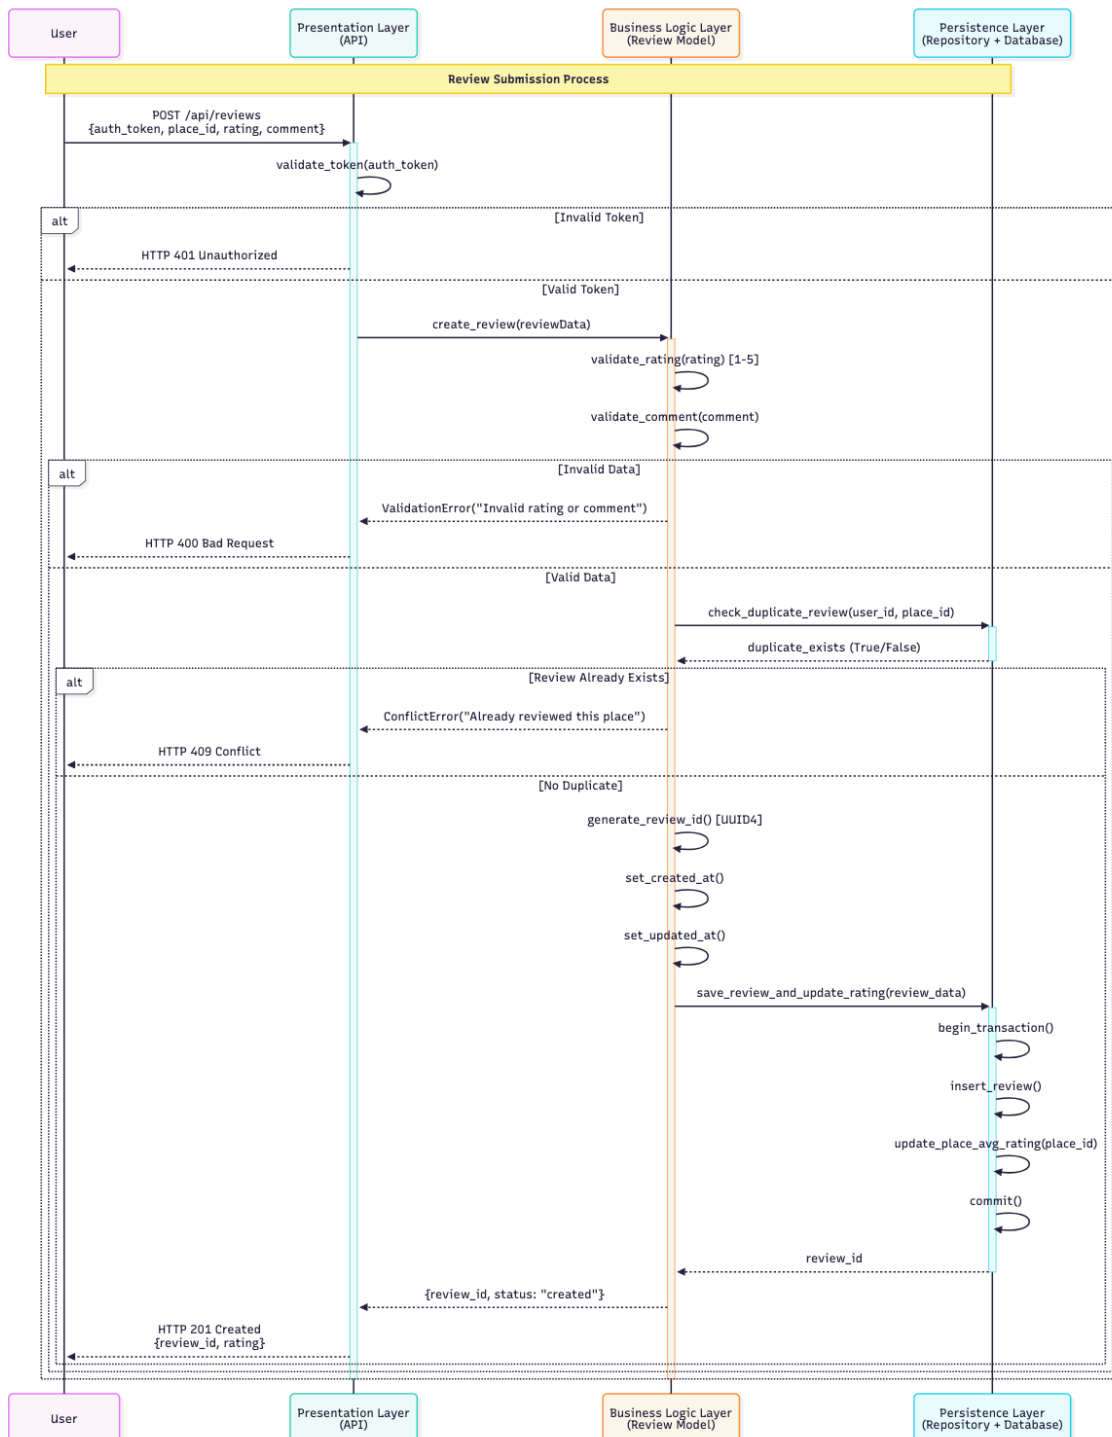 User
Presentation Layer
(API)
Business Logic Layer
(Review Model)
Persistence Layer
(Repository + Database)
Review Submission Process
POST /api/reviews
{auth_token, place_id, rating, comment}
validate_token(auth_token)
alt
[Invalid Token]
HTTP 401 Unauthorized
[Valid Token]
create_review(reviewData)
validate_rating(rating) [1-5]
validate_comment(comment)
alt
[Invalid Data]
ValidationError("Invalid rating or comment")
HTTP 400 Bad Request
[Valid Data]
check_duplicate_review(user_id, place_id)
duplicate_exists (True/False)
alt
[Review Already Exists]
ConflictError("Already reviewed this place")
HTTP 409 Conflict
[No Duplicate]
generate_review_id() [UUID4]
set_created_at()
set_updated_at()
save_review_and_update_rating(review_data)
begin_transaction()
insert_review()
update_place_avg_rating(place_id)
commit()
review_id
{review_id, status: "created"}
HTTP 201 Created
{review_id, rating}
User
Presentation Layer
(API)
Business Logic Layer
(Review Model)
Persistence Layer
(Repository + Database)